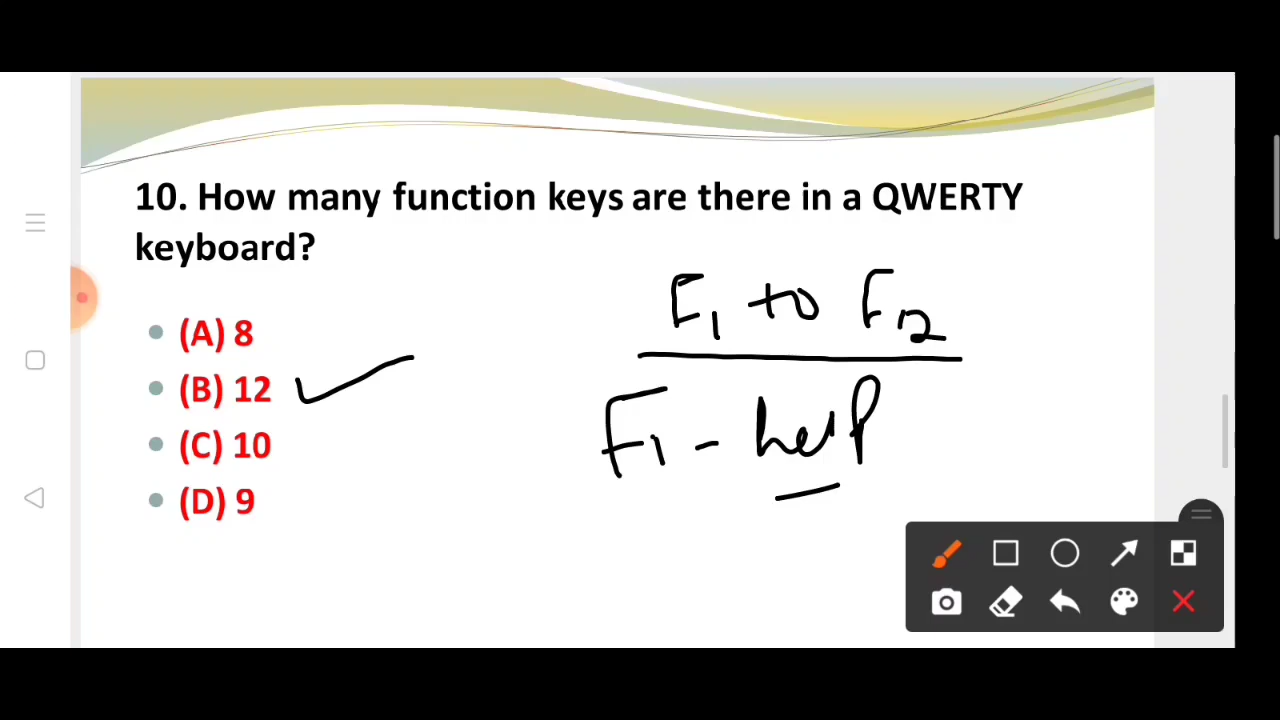 10. How many function keys are there in a QWERTY
keyboard?
F1 to F12
(A) 8
(B) 12
(C) 10
(D) 9
F1 - help